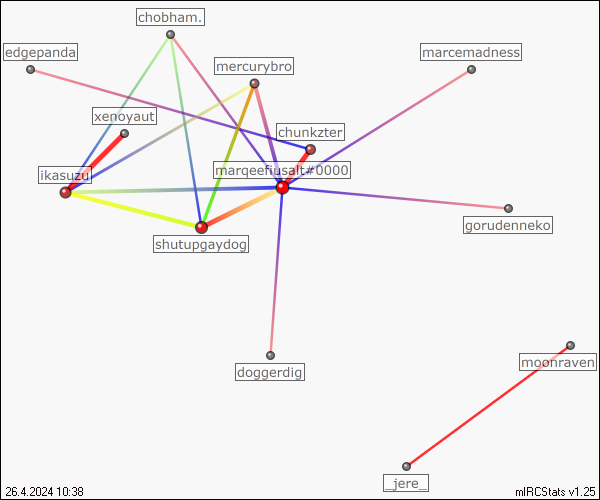 chobham.
edgepanda
mercurybro
marcemadness
xenoyaut
chunkzter
ikasuzu
marqeefiusalt#0000
gorudenneko
shutupgaydog
doggerdig
moonraven
_jere_
26.4.2024 10:38
mIRCStats v1.25